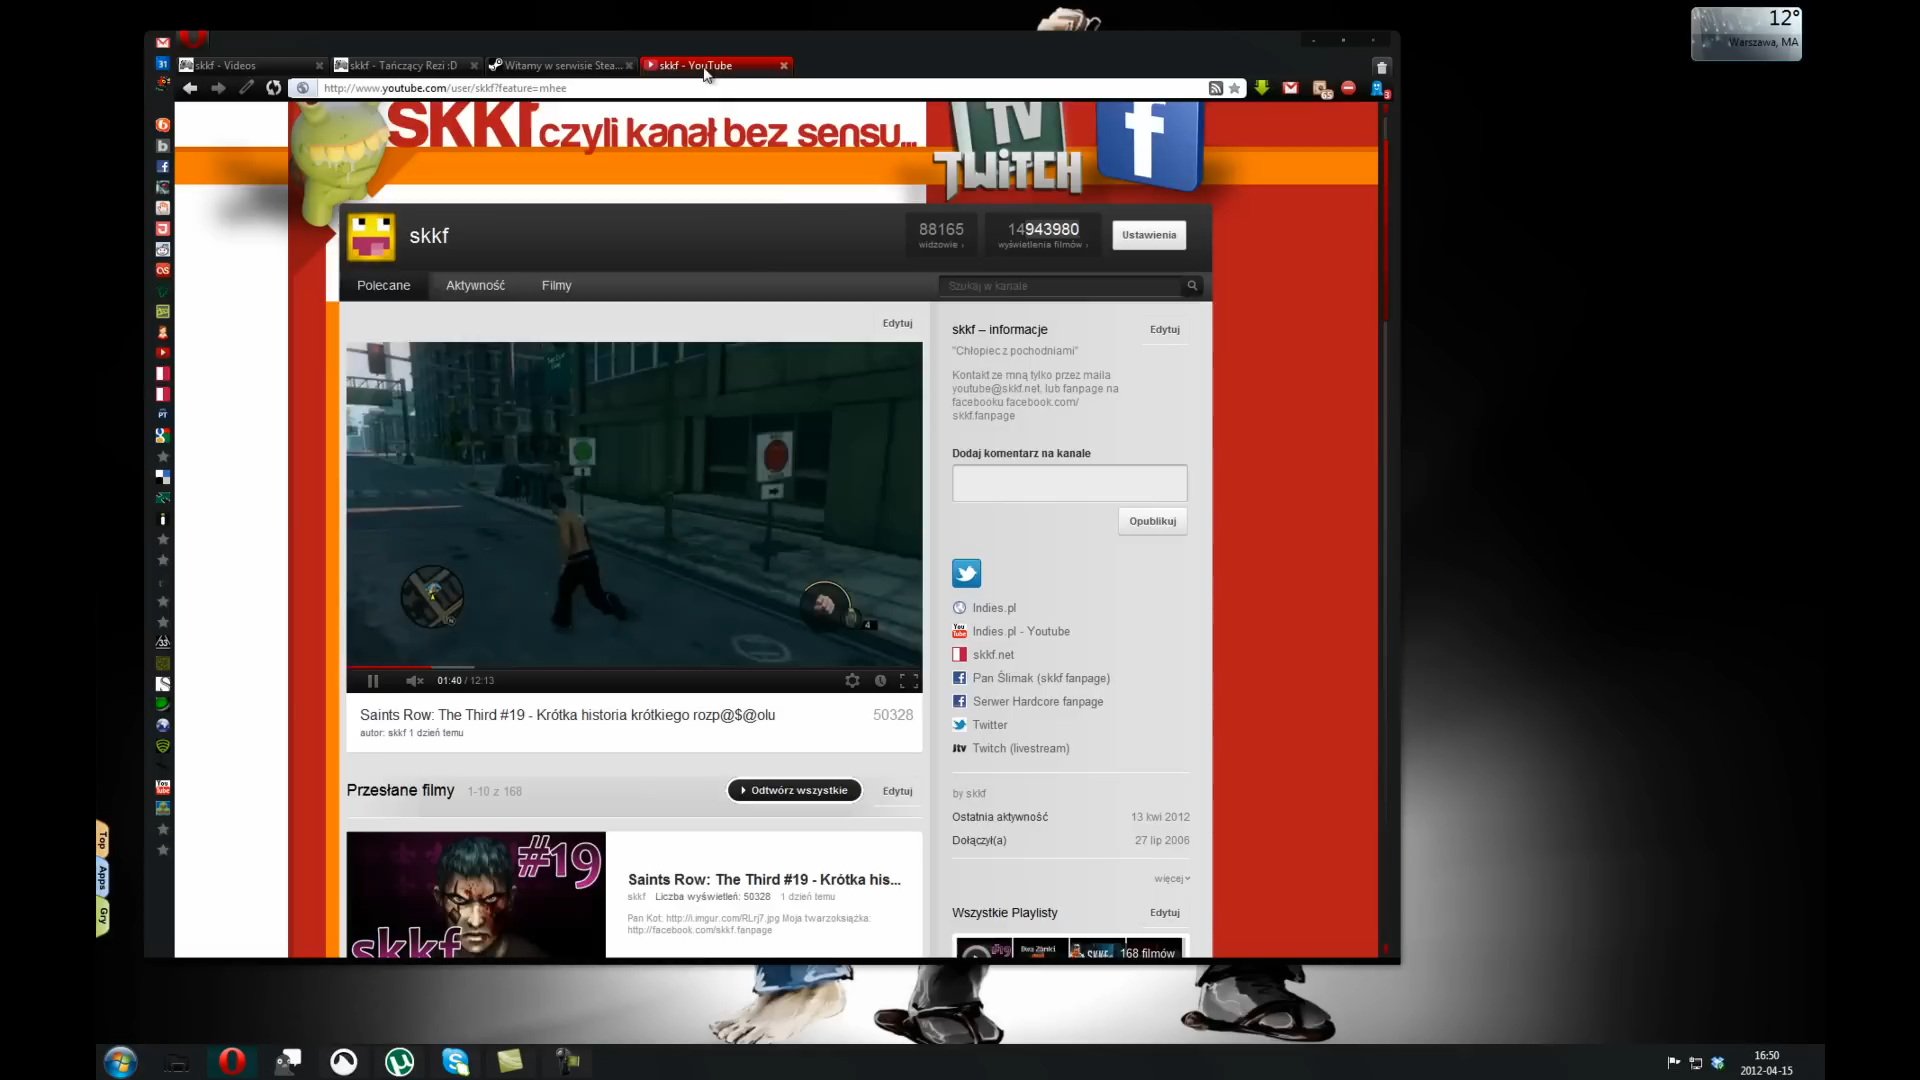 12°
Warszawa, MA
skkf - Videos
skkf - Tańczący Rezi :D
Witamy w serwisie Stea...
skkf - YouTube
http://www.youtube.com/user/skkf?feature=mhee
65
3
31
SKKf czyli kanał bez sensu...
TV
TWiTCH
f
skkf
88165
widzowie ›
14943980
wyświetlenia filmów ›
Ustawienia
Polecane
Aktywność
Filmy
Szukaj w kanale
Edytuj
skkf – informacje
Edytuj
"Chłopiec z pochodniami"
Kontakt ze mną tylko przez maila
youtube@skkf.net, lub fanpage na
facebooku facebook.com/
skkf.fanpage
Dodaj komentarz na kanale
Opublikuj
Indies.pl
You
Tube
Indies.pl - Youtube
skkf.net
Pan Ślimak (skkf fanpage)
Serwer Hardcore fanpage
Twitter
Jtv
Twitch (livestream)
4
01:40 / 12:13
Saints Row: The Third #19 - Krótka historia krótkiego rozp@$@olu
50328
autor: skkf 1 dzień temu
Przesłane filmy
1-10 z 168
Odtwórz wszystkie
Edytuj
by skkf
Ostatnia aktywność
13 kwi 2012
Dołączył(a)
27 lip 2006
więcej
#19
skkf
Saints Row: The Third #19 - Krótka his...
skkf Liczba wyświetleń: 50328 1 dzień temu
Pan Kot: http://i.imgur.com/RLrj7.jpg Moja twarzoksiążka:
http://facebook.com/skkf.fanpage
Wszystkie Playlisty
Edytuj
168 filmów
Top
Apps
Gry
16:50
2012-04-15